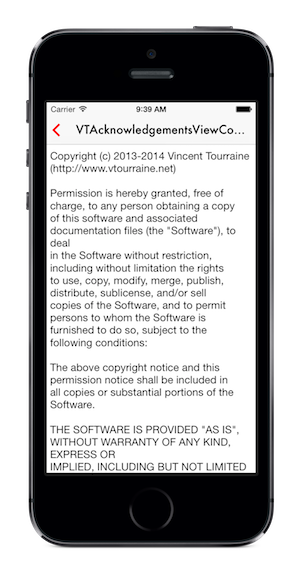 Carrier 9:39 AM
VTAcknowledgementsViewCo...
Copyright (c) 2013-2014 Vincent Tourraine
(http://www.vtourraine.net)
Permission is hereby granted, free of
charge, to any person obtaining a copy
of this software and associated
documentation files (the "Software"), to
deal
in the Software without restriction,
including without limitation the rights
to use, copy, modify, merge, publish,
distribute, sublicense, and/or sell
copies of the Software, and to permit
persons to whom the Software is
furnished to do so, subject to the
following conditions:
The above copyright notice and this
permission notice shall be included in
all copies or substantial portions of the
Software.
THE SOFTWARE IS PROVIDED "AS IS",
WITHOUT WARRANTY OF ANY KIND,
EXPRESS OR
IMPLIED, INCLUDING BUT NOT LIMITED